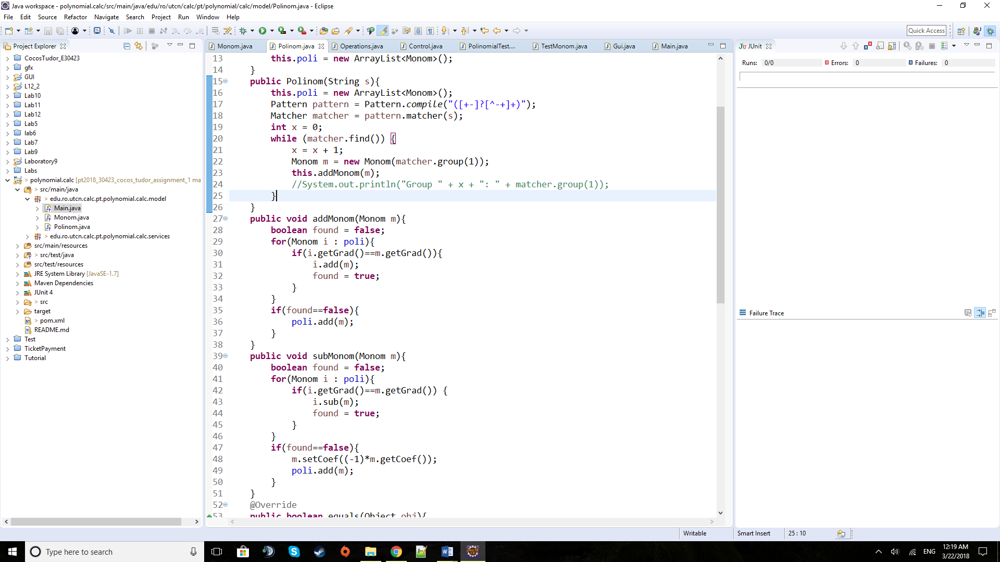 Java workspace - polynomial.calc/src/main/java/edu/ro/utcn/calc/pt/polynomial/calc/model/Polinom.java - Eclipse
File Edit Source Refactor Navigate Search Project Run Window Help
Quick Access
Project Explorer
CocosTudor_E30423
gfx
GUI
L12_2
Lab10
Lab11
Lab12
Lab5
lab6
Lab7
Lab9
Laboratory9
Labs
> polynomial.calc [pt2018_30423_cocos_tudor_assignment_1 ma
> src/main/java
> edu.ro.utcn.calc.pt.polynomial.calc.model
Main.java
Monom.java
Polinom.java
> edu.ro.utcn.calc.pt.polynomial.calc.services
src/main/resources
> src/test/java
src/test/resources
JRE System Library [JavaSE-1.7]
Maven Dependencies
JUnit 4
> src
target
> pom.xml
README.md
Test
TicketPayment
Tutorial
Monom.java Polinom.java Operations.java Control.java PolinomialTest.... TestMonom.java Gui.java Main.java
13 this.poli = new ArrayList<Monom>();
14 }
15 public Polinom(String s){
16 this.poli = new ArrayList<Monom>();
17 Pattern pattern = Pattern.compile("([+-]?[^-+]+)");
18 Matcher matcher = pattern.matcher(s);
19 int x = 0;
20 while (matcher.find()) {
21 x = x + 1;
22 Monom m = new Monom(matcher.group(1));
23 this.addMonom(m);
24 //System.out.println("Group " + x + ": " + matcher.group(1));
25 }
26 }
27 public void addMonom(Monom m){
28 boolean found = false;
29 for(Monom i : poli){
30 if(i.getGrad()==m.getGrad()){
31 i.add(m);
32 found = true;
33 }
34 }
35 if(found==false){
36 poli.add(m);
37 }
38 }
39 public void subMonom(Monom m){
40 boolean found = false;
41 for(Monom i : poli){
42 if(i.getGrad()==m.getGrad()) {
43 i.sub(m);
44 found = true;
45 }
46 }
47 if(found==false){
48 m.setCoef((-1)*m.getCoef());
49 poli.add(m);
50 }
51 }
52 @Override
53 public boolean equals(Object obj){
JUnit
Runs: 0/0 Errors: 0 Failures: 0
Failure Trace
Writable Smart Insert 25 : 10
Type here to search
ENG
12:19 AM
3/22/2018